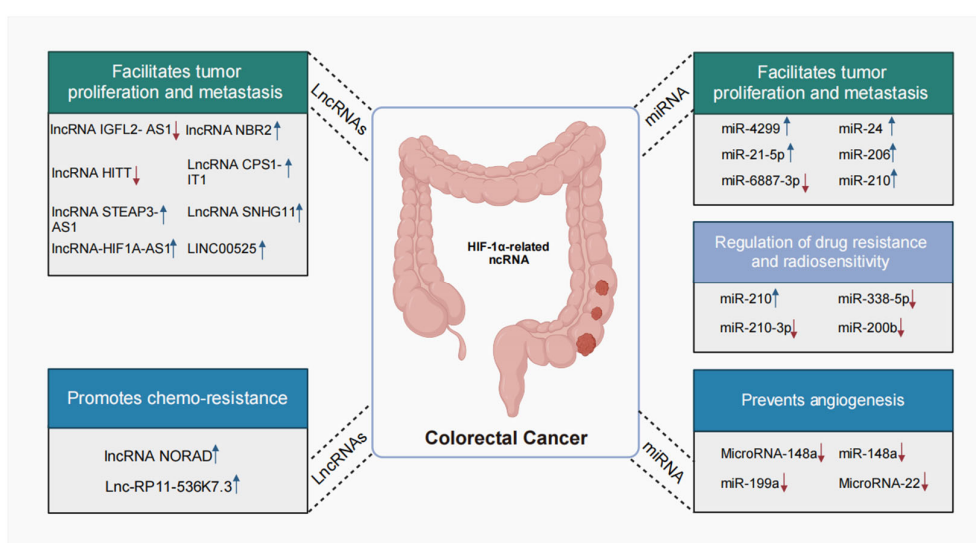 Facilitates tumor
proliferation and metastasis
lncRNA IGFL2- AS1↓ lncRNA NBR2↑
lncRNA HITT↓ LncRNA CPS1-
IT1↑
lncRNA STEAP3-
AS1↑ LncRNA SNHG11↑
lncRNA-HIF1A-AS1↑ LINC00525↑
LncRNAs
Promotes chemo-resistance
lncRNA NORAD↑
Lnc-RP11-536K7.3↑
LncRNAs
HIF-1α-related
ncRNA
Colorectal Cancer
miRNA
Facilitates tumor
proliferation and metastasis
miR-4299↑ miR-24↑
miR-21-5p↑ miR-206↑
miR-6887-3p↓ miR-210↑
Regulation of drug resistance
and radiosensitivity
miR-210↑ miR-338-5p↓
miR-210-3p↓ miR-200b↓
miRNA
Prevents angiogenesis
MicroRNA-148a↓ miR-148a↓
miR-199a↓ MicroRNA-22↓